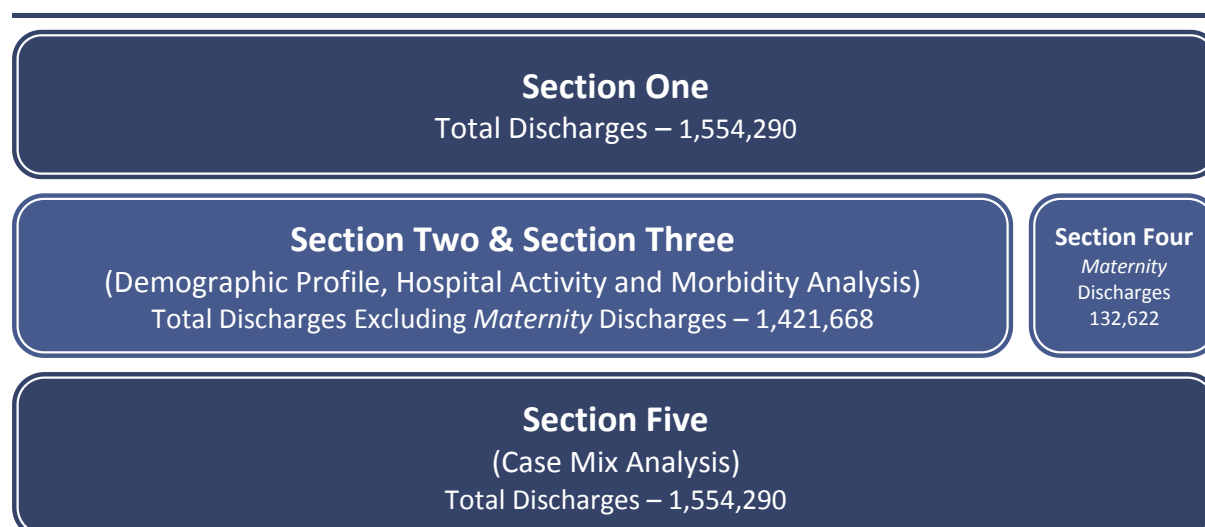 Section One
Total Discharges – 1,554,290
Section Two & Section Three
(Demographic Profile, Hospital Activity and Morbidity Analysis)
Total Discharges Excluding Maternity Discharges – 1,421,668
Section Four
Maternity
Discharges
132,622
Section Five
(Case Mix Analysis)
Total Discharges – 1,554,290